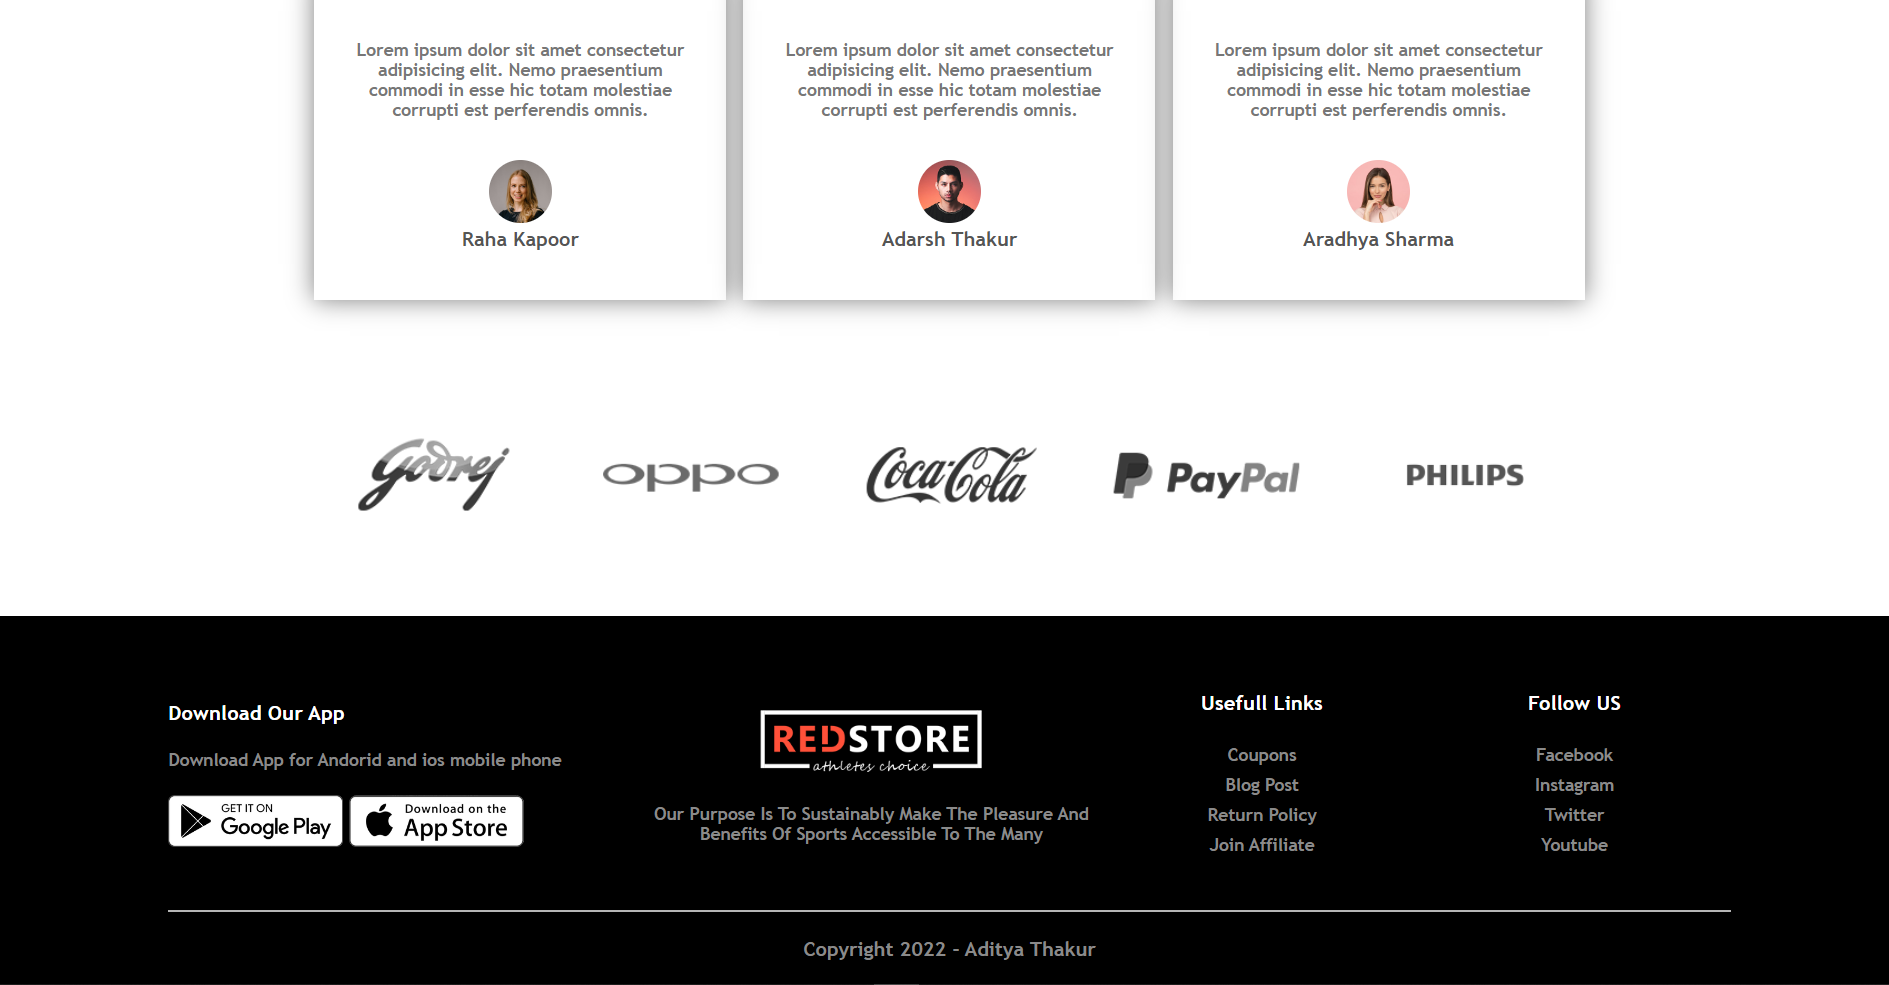 Lorem ipsum dolor sit amet consectetur
adipisicing elit. Nemo praesentium
commodi in esse hic totam molestiae
corrupti est perferendis omnis.
Raha Kapoor
Lorem ipsum dolor sit amet consectetur
adipisicing elit. Nemo praesentium
commodi in esse hic totam molestiae
corrupti est perferendis omnis.
Adarsh Thakur
Lorem ipsum dolor sit amet consectetur
adipisicing elit. Nemo praesentium
commodi in esse hic totam molestiae
corrupti est perferendis omnis.
Aradhya Sharma
Godrej
oppo
Coca-Cola
PayPal
PHILIPS
Download Our App
Download App for Andorid and ios mobile phone
GET IT ON
Google Play
Download on the
App Store
REDSTORE
athletes choice
Our Purpose Is To Sustainably Make The Pleasure And
Benefits Of Sports Accessible To The Many
Usefull Links
Coupons
Blog Post
Return Policy
Join Affiliate
Follow US
Facebook
Instagram
Twitter
Youtube
Copyright 2022 - Aditya Thakur